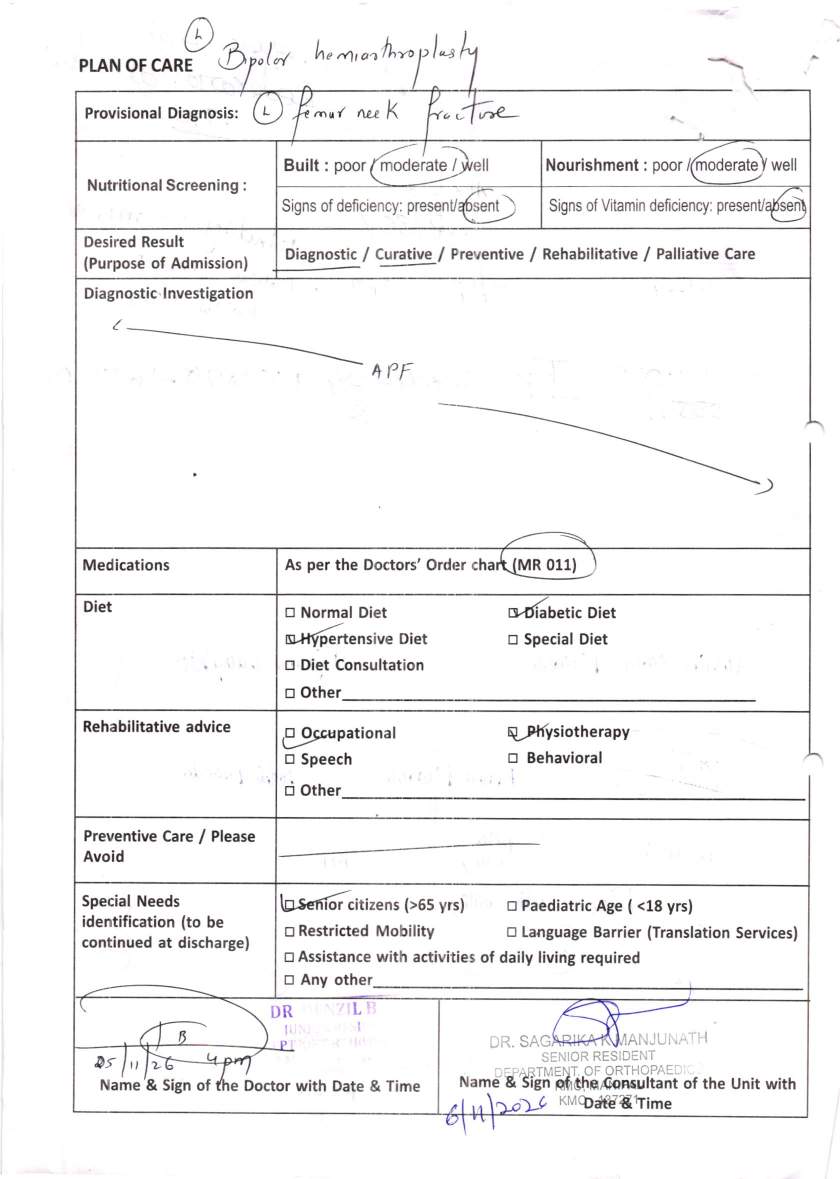 Ⓛ Bipolar hemiarthroplasty
PLAN OF CARE
Provisional Diagnosis: Ⓛ femur neck fracture
Nutritional Screening :
Built : poor / moderate / well
Nourishment : poor / moderate / well
Signs of deficiency: present/absent
Signs of Vitamin deficiency: present/absent
Desired Result
(Purpose of Admission)
Diagnostic / Curative / Preventive / Rehabilitative / Palliative Care
Diagnostic Investigation
APF
Medications
As per the Doctors' Order chart (MR 011)
Diet
☐ Normal Diet ☑ Diabetic Diet
☑ Hypertensive Diet ☐ Special Diet
☐ Diet Consultation
☐ Other
Rehabilitative advice
☑ Occupational ☑ Physiotherapy
☐ Speech ☐ Behavioral
☐ Other
Preventive Care / Please
Avoid
Special Needs
identification (to be
continued at discharge)
☑ Senior citizens (>65 yrs) ☐ Paediatric Age ( <18 yrs)
☐ Restricted Mobility ☐ Language Barrier (Translation Services)
☐ Assistance with activities of daily living required
☐ Any other
DR B
B
25/11/26 4pm
Name & Sign of the Doctor with Date & Time
DR. SAGARIKA K MANJUNATH
SENIOR RESIDENT
DEPARTMENT OF ORTHOPAEDIC
Name & Sign of the Consultant of the Unit with
KMC
Date & Time
6/11/2026